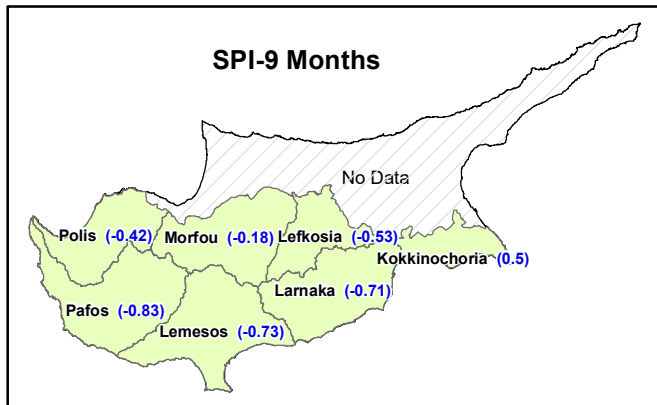 SPI-9 Months
No Data
Polis (-0.42)
Morfou (-0.18)
Lefkosia (-0.53)
Kokkinochoria (0.5)
Larnaka (-0.71)
Pafos (-0.83)
Lemesos (-0.73)